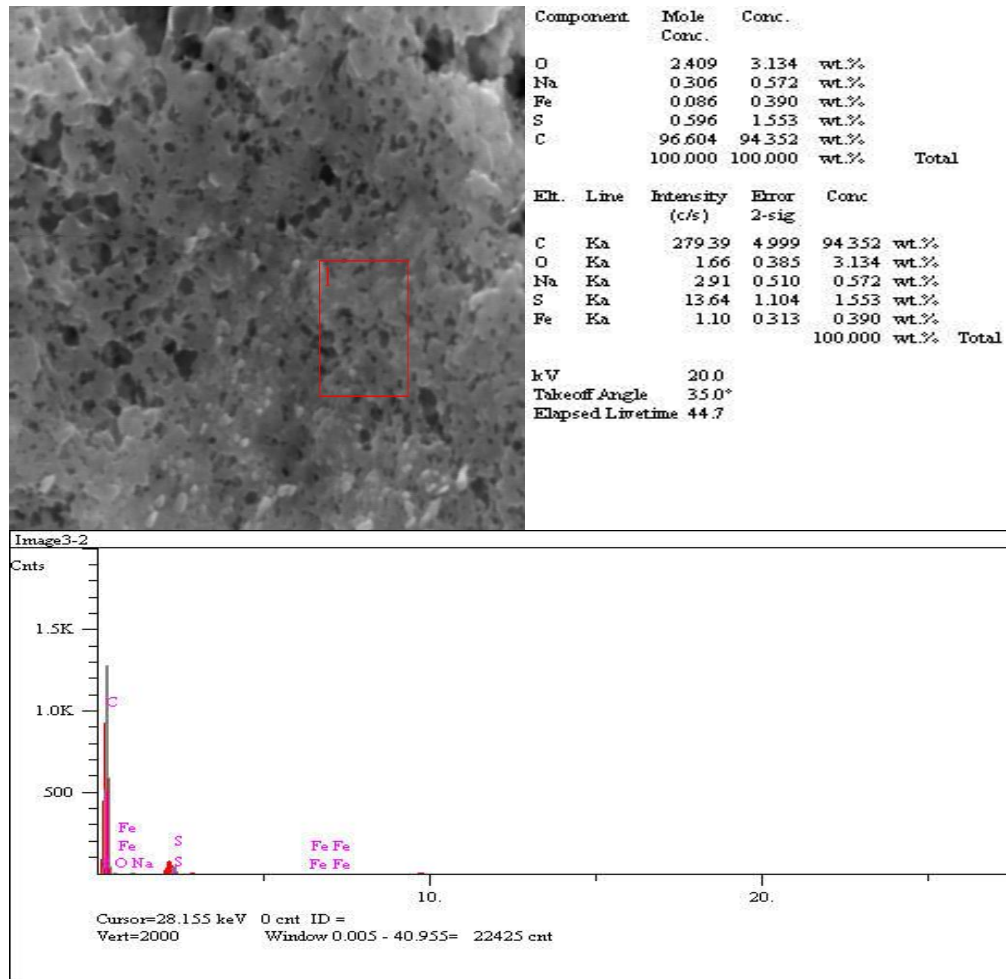 Component Mole Conc.
Conc.
O 2.409 3.134 wt.%
Na 0.306 0.572 wt.%
Fe 0.086 0.390 wt.%
S 0.596 1.553 wt.%
C 96.604 94.352 wt.%
100.000 100.000 wt.% Total
Elt. Line Intensity Error Conc
(c/s) 2-sig
C Ka 279.39 4.999 94.352 wt.%
O Ka 1.66 0.385 3.134 wt.%
Na Ka 2.91 0.510 0.572 wt.%
S Ka 13.64 1.104 1.553 wt.%
Fe Ka 1.10 0.313 0.390 wt.%
100.000 wt.% Total
kV 20.0
Takeoff Angle 35.0°
Elapsed Livetime 44.7
1
Image3-2
Cnts
1.5K
1.0K
500
C
Fe
Fe
O Na
S
S
Fe Fe
Fe Fe
10. 20.
Cursor=28.155 keV 0 cnt ID =
Vert=2000 Window 0.005 - 40.955= 22425 cnt